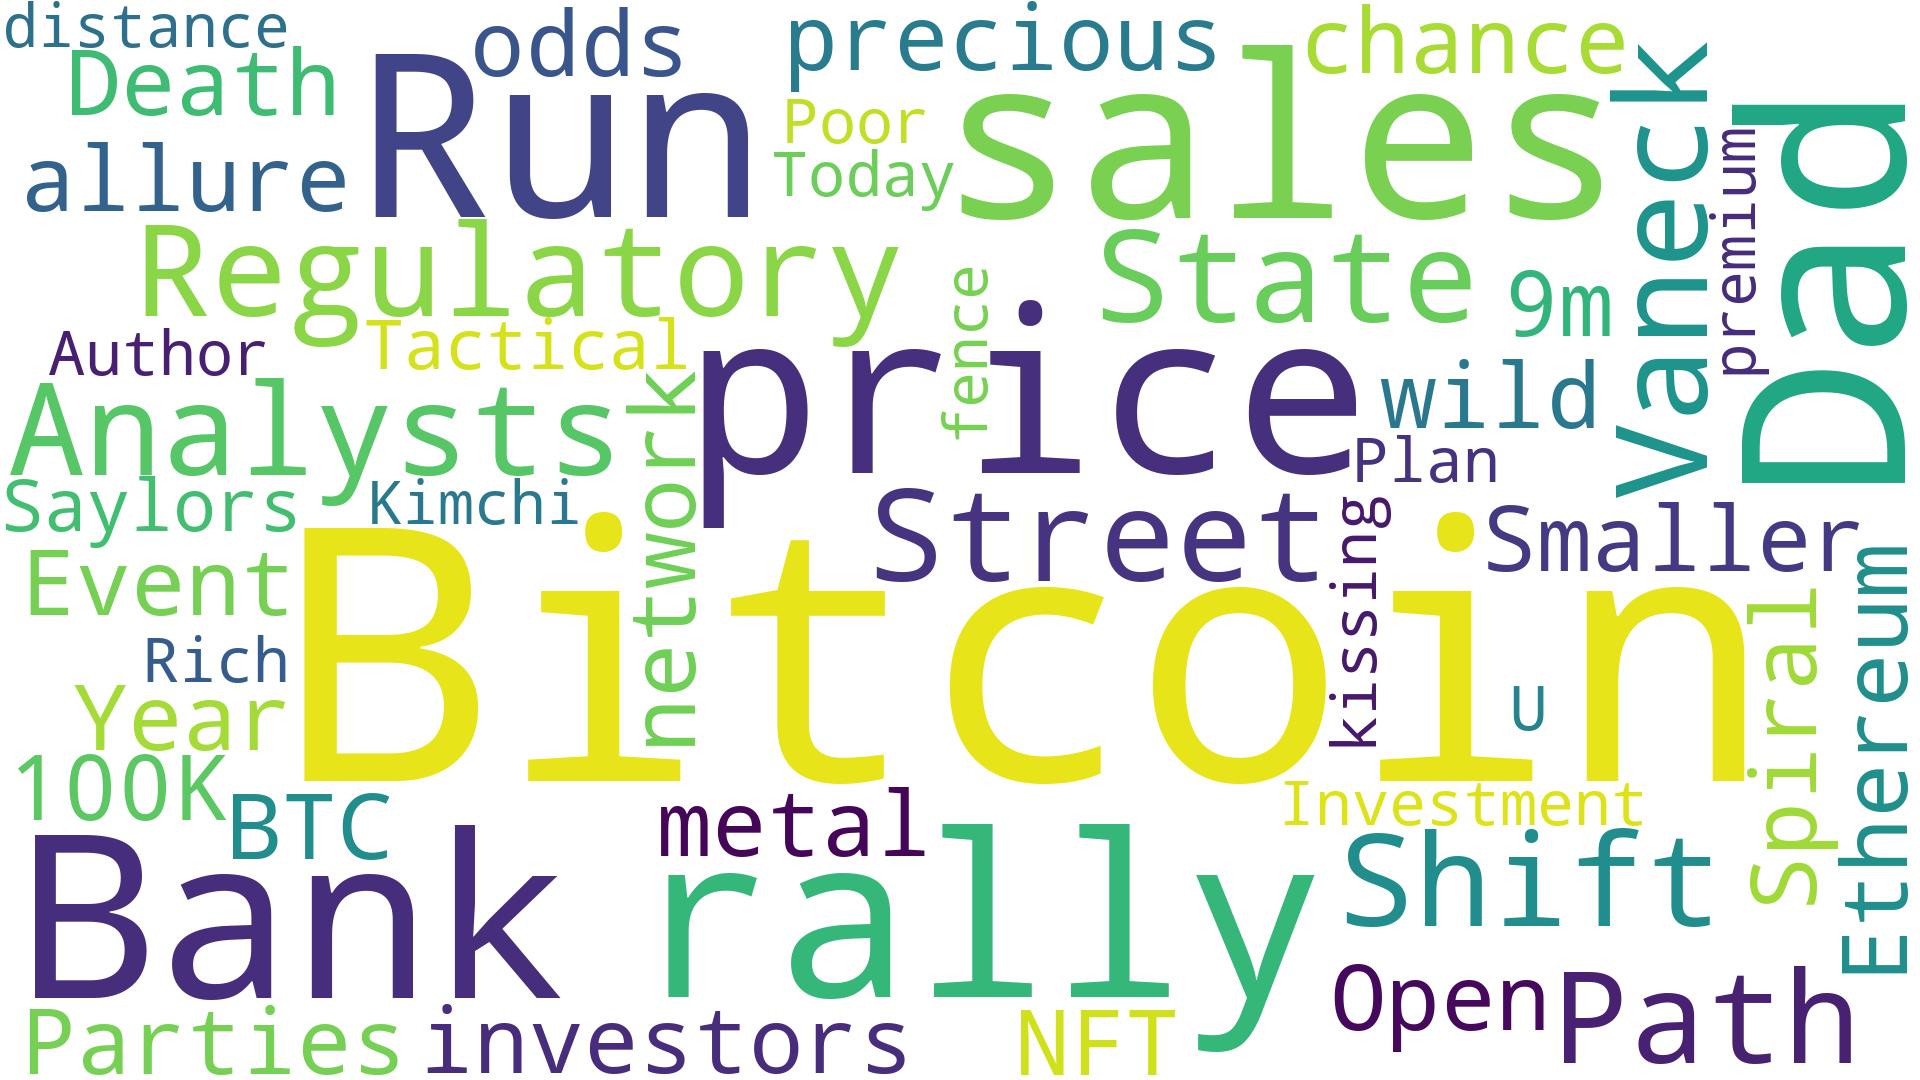 distance
odds
precious
chance
Death
Run
sales
vaneck
Dad
Poor
premium
allure
Today
Regulatory
State
9m
fence
Author
Tactical
price
wild
Analysts
network
Plan
Saylors
Kimchi
Street
kissing
Smaller
Event
Bitcoin
Ethereum
Spiral
Rich
U
Year
100K
BTC
metal
Investment
Bank
rally
Shift
Open
Path
Parties
investors
NFT